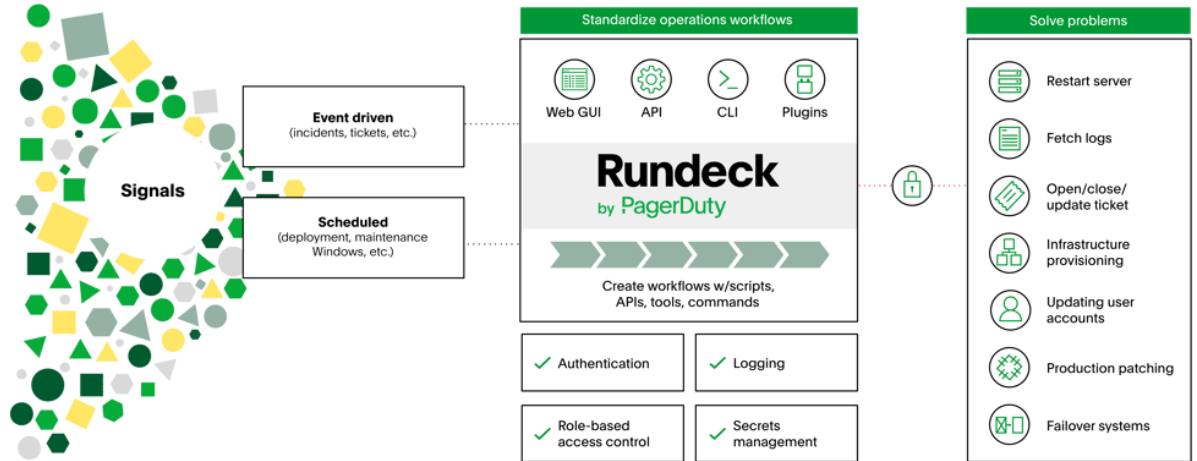 Signals
Event driven
(incidents, tickets, etc.)
Scheduled
(deployment, maintenance
Windows, etc.)
Standardize operations workflows
Web GUI
API
CLI
Plugins
Rundeck
by PagerDuty
Create workflows w/scripts,
APIs, tools, commands
Authentication
Logging
Role-based
access control
Secrets
management
Solve problems
Restart server
Fetch logs
Open/close/
update ticket
Infrastructure
provisioning
Updating user
accounts
Production patching
Failover systems